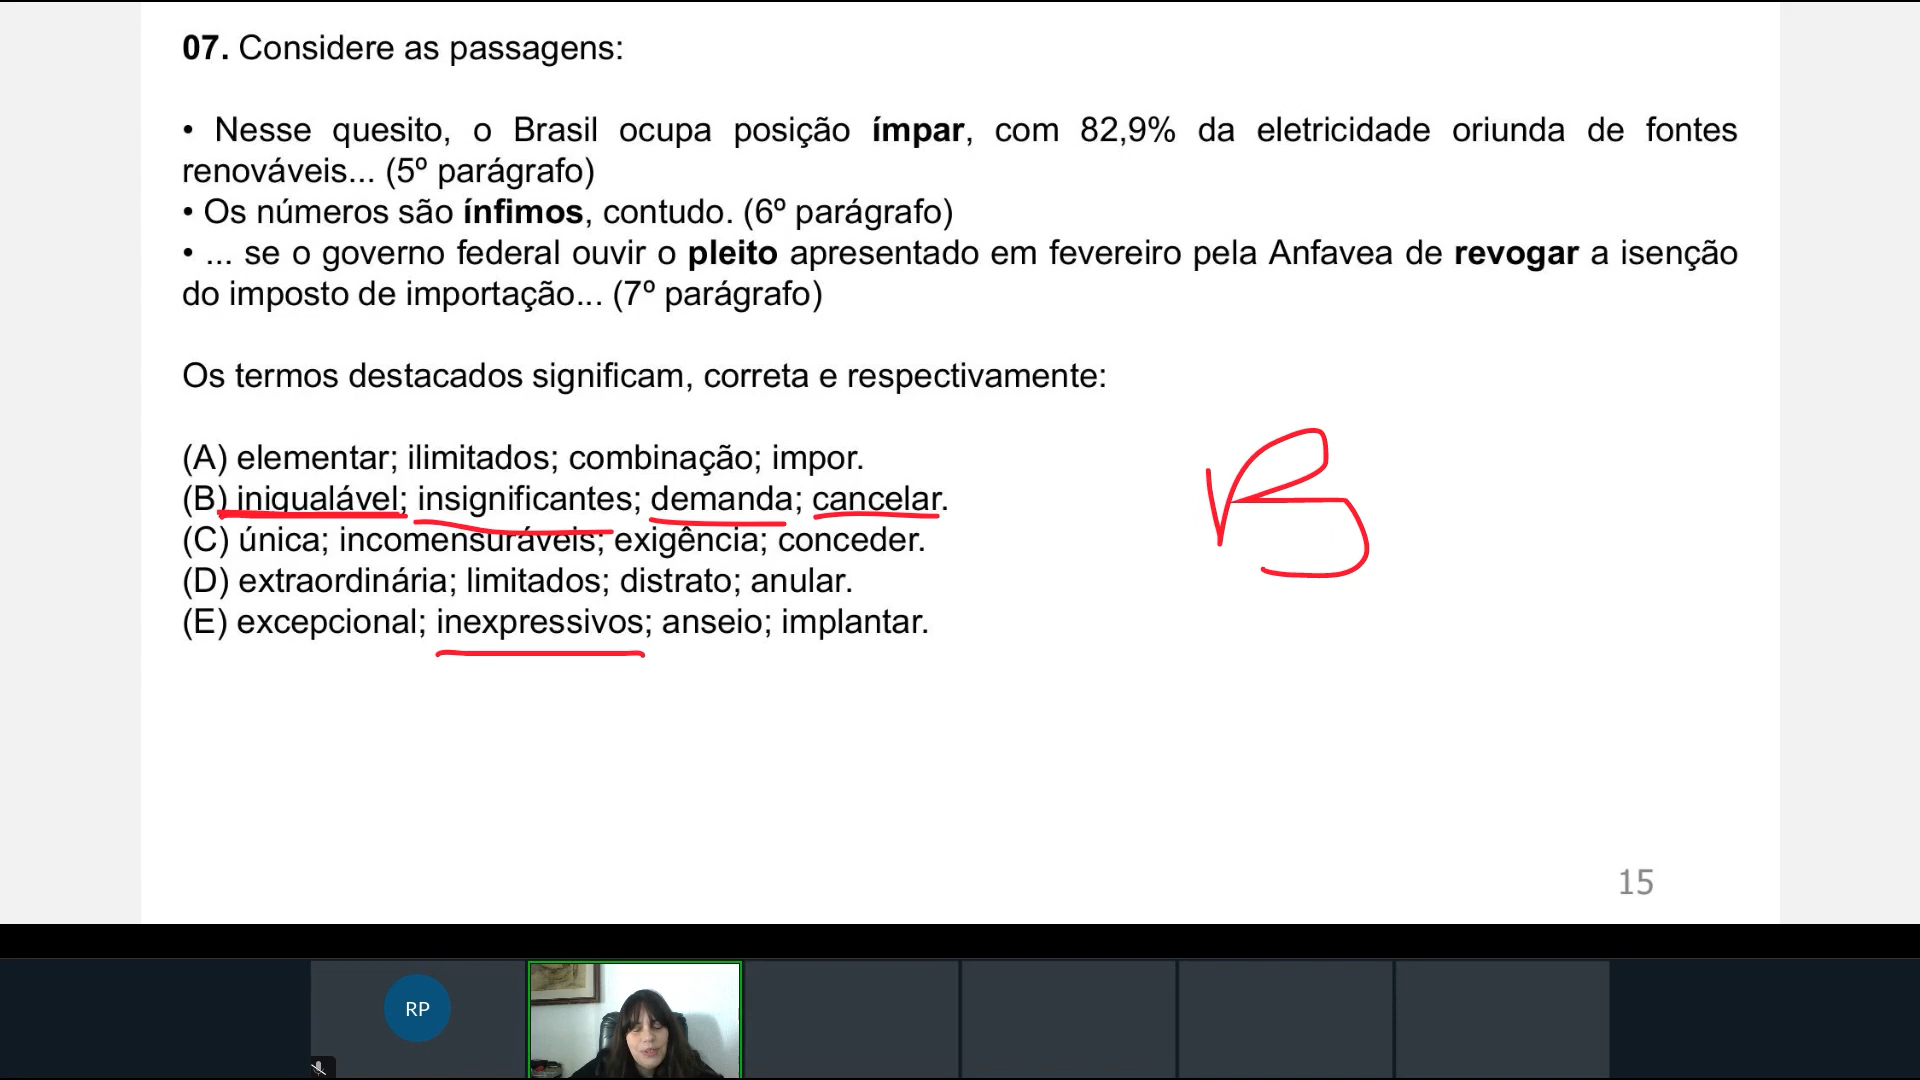 07. Considere as passagens:
• Nesse quesito, o Brasil ocupa posição ímpar, com 82,9% da eletricidade oriunda de fontes
renováveis... (5º parágrafo)
• Os números são ínfimos, contudo. (6º parágrafo)
• ... se o governo federal ouvir o pleito apresentado em fevereiro pela Anfavea de revogar a isenção
do imposto de importação... (7º parágrafo)
Os termos destacados significam, correta e respectivamente:
(A) elementar; ilimitados; combinação; impor.
(B) inigualável; insignificantes; demanda; cancelar.
(C) única; incomensuráveis; exigência; conceder.
(D) extraordinária; limitados; distrato; anular.
(E) excepcional; inexpressivos; anseio; implantar.
B
15
RP